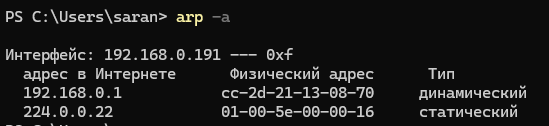 PS C:\Users\saran> arp -a
Интерфейс: 192.168.0.191 --- 0xf
адрес в Интернете Физический адрес Тип
192.168.0.1 cc-2d-21-13-08-70 динамический
224.0.0.22 01-00-5e-00-00-16 статический